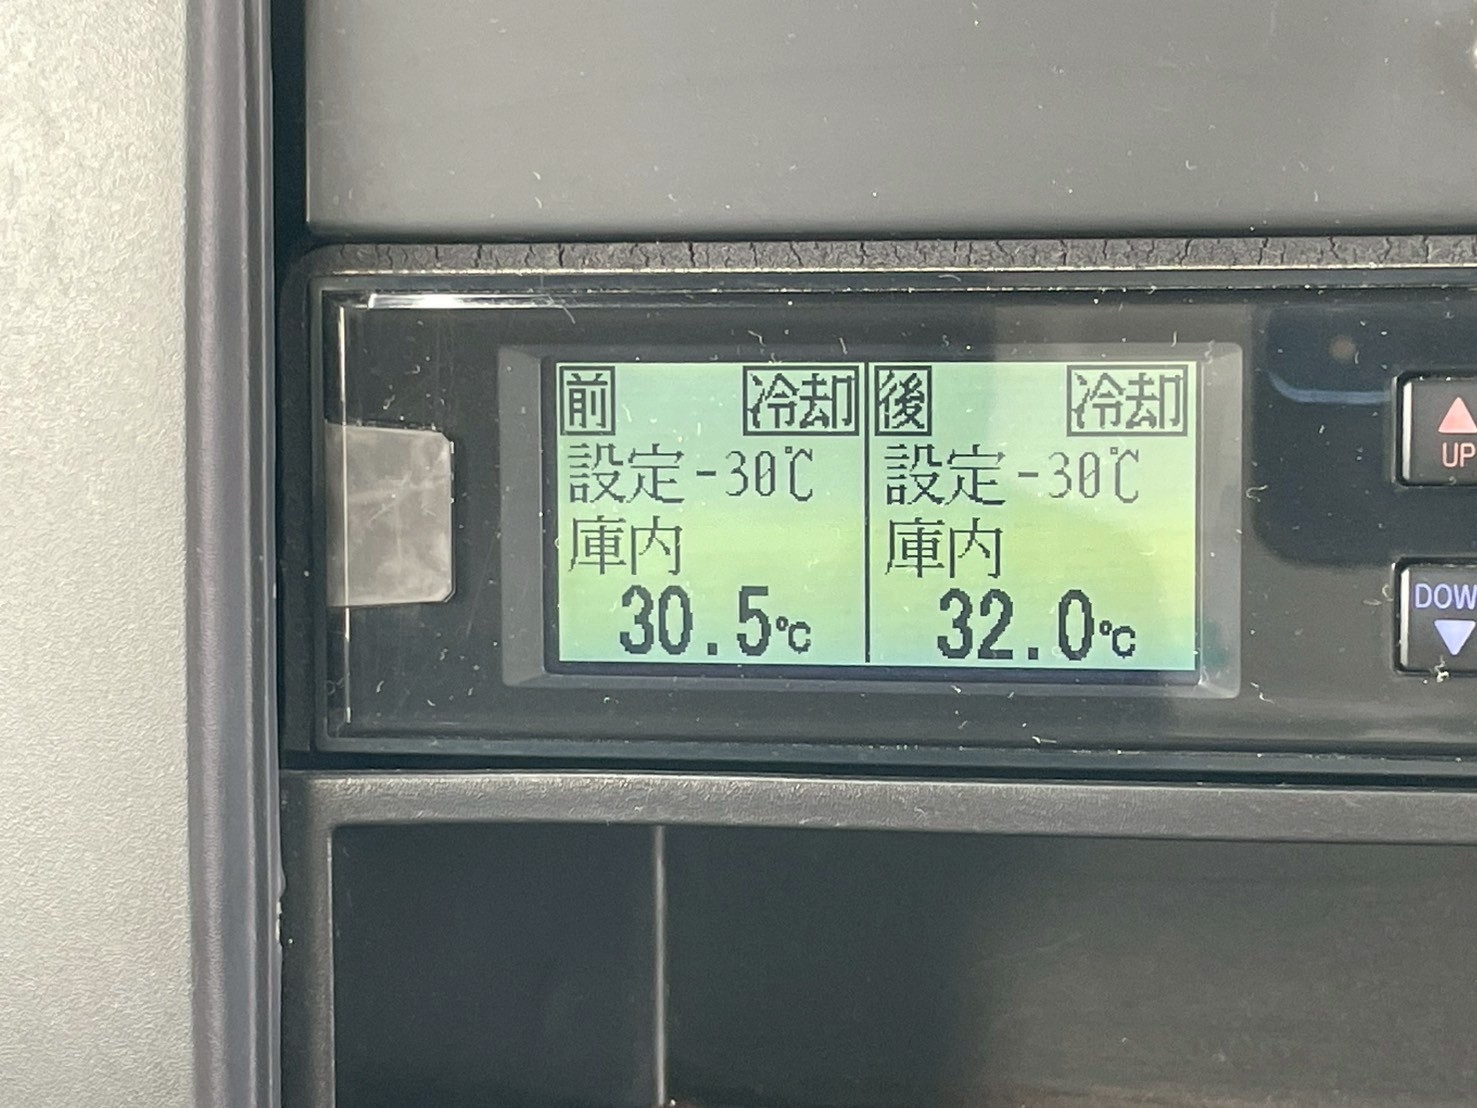 前 冷却
設定-30℃
庫内
30.5℃
後 冷却
設定-30℃
庫内
32.0℃
▲
UP
DOW
▼